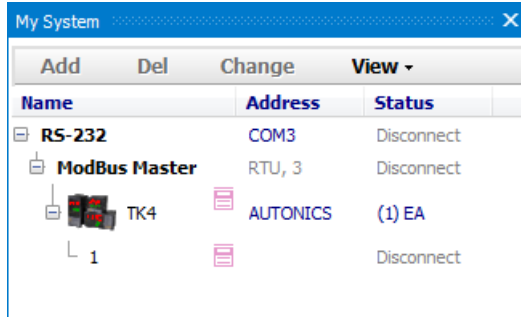 My System
Add Del Change View
Name Address Status
RS-232 COM3 Disconnect
ModBus Master RTU, 3 Disconnect
TK4 AUTONICS (1) EA
1 Disconnect